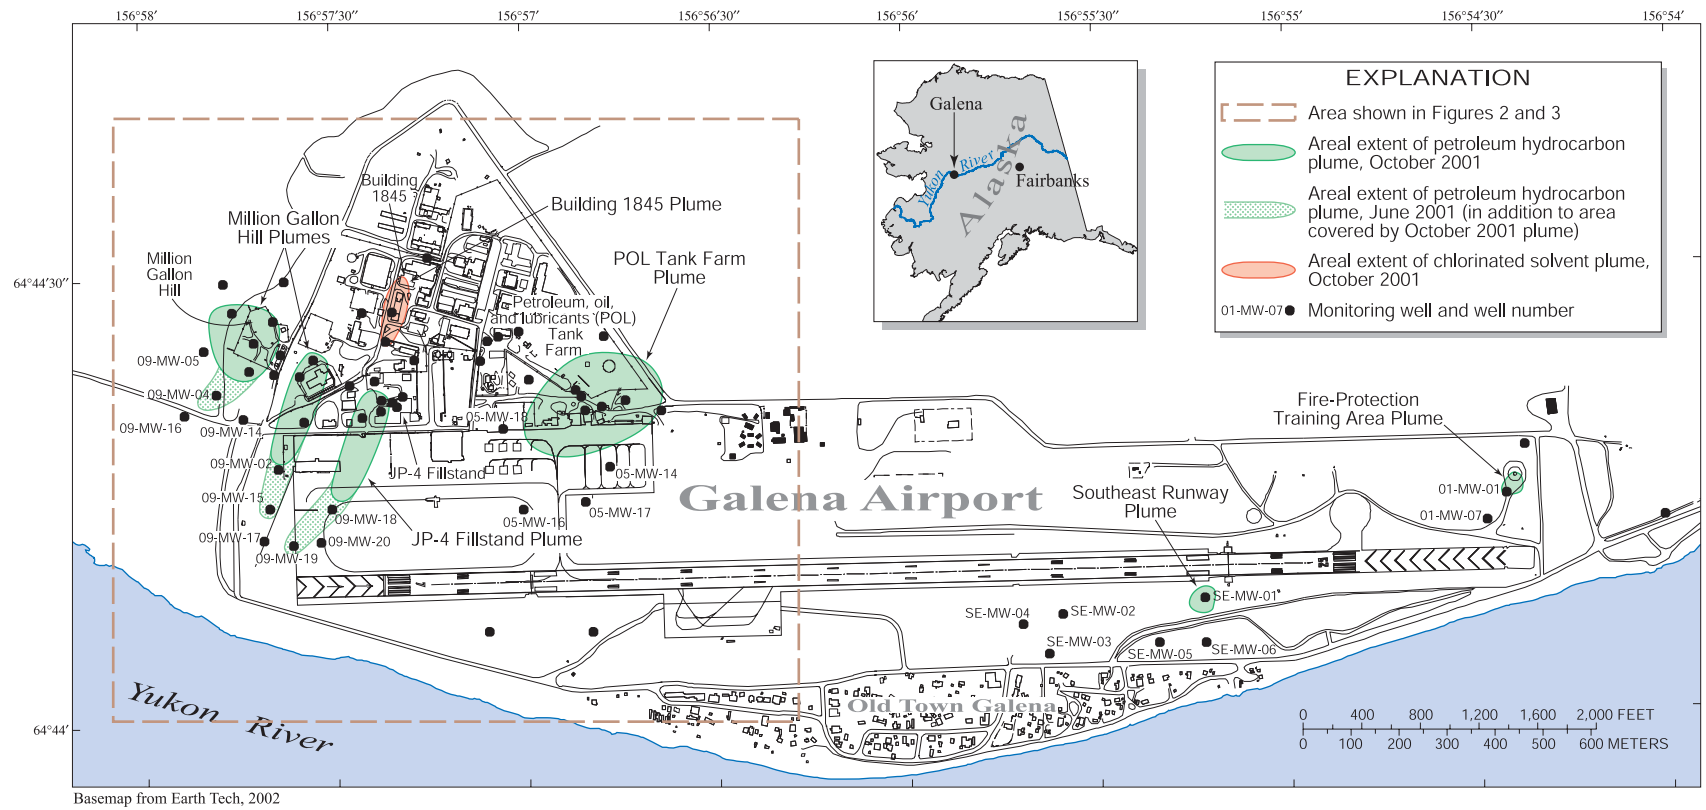 156°58′
156°57′30″
156°57′
156°56′30″
156°56′
156°55′30″
156°55′
156°54′30″
156°54′
64°44′30″
64°44′
Galena
Yukon
River
Alaska
Fairbanks
EXPLANATION
Area shown in Figures 2 and 3
Areal extent of petroleum hydrocarbon
plume, October 2001
Areal extent of petroleum hydrocarbon
plume, June 2001 (in addition to area
covered by October 2001 plume)
Areal extent of chlorinated solvent plume,
October 2001
01-MW-07
Monitoring well and well number
Building
1845
Building 1845 Plume
Million Gallon
Hill Plumes
Million
Gallon
Hill
POL Tank Farm
Plume
Petroleum, oil,
and lubricants (POL)
Tank
Farm
09-MW-05
09-MW-04
09-MW-16
09-MW-14
05-MW-18
09-MW-02
JP-4 Fillstand
05-MW-14
09-MW-15
09-MW-18
05-MW-16
05-MW-17
09-MW-17
09-MW-20
JP-4 Fillstand Plume
09-MW-19
Galena Airport
Fire-Protection
Training Area Plume
Southeast Runway
Plume
01-MW-01
01-MW-07
SE-MW-01
SE-MW-04
SE-MW-02
SE-MW-03
SE-MW-05
SE-MW-06
Old Town Galena
Yukon River
0 400 800 1,200 1,600 2,000 FEET
0 100 200 300 400 500 600 METERS
Basemap from Earth Tech, 2002